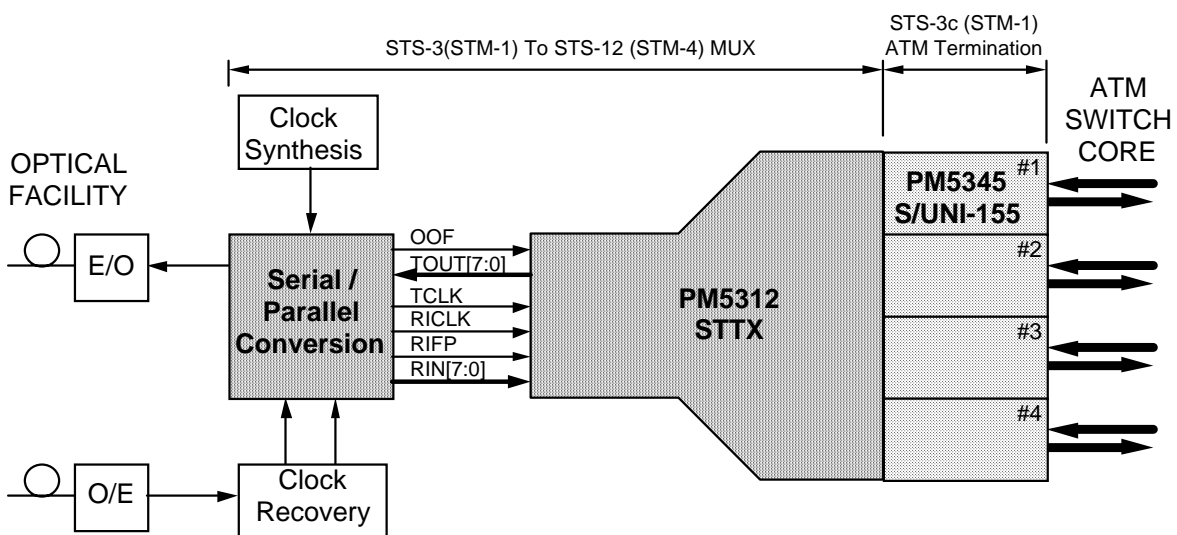 STS-3(STM-1) To STS-12 (STM-4) MUX
STS-3c (STM-1)
ATM Termination
Clock
Synthesis
ATM
SWITCH
CORE
OPTICAL
FACILITY
E/O
Serial /
Parallel
Conversion
OOF
TOUT[7:0]
TCLK
RICLK
RIFP
RIN[7:0]
PM5312
STTX
#1
PM5345
S/UNI-155
#2
#3
#4
O/E
Clock
Recovery